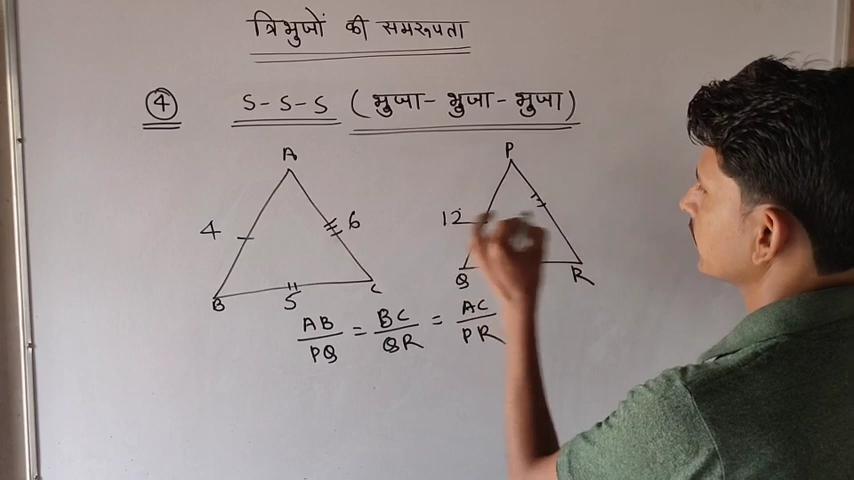 त्रिभुजों की समरूपता
4 S-S-S (भुजा-भुजा-भुजा)
A P
4 6 12
B 5 C Q R
AB/PQ = BC/QR = AC/PR